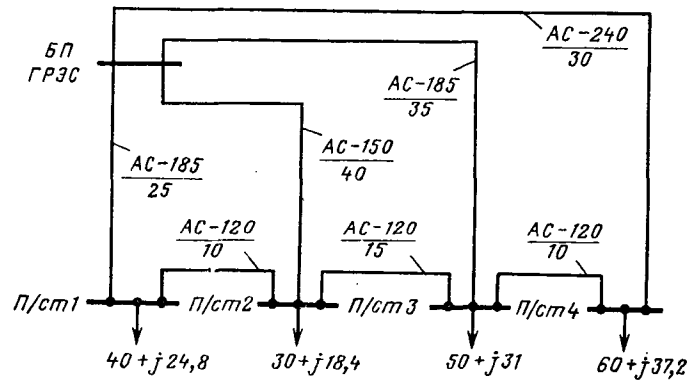 АС-240
30
БП
ГРЭС
АС-185
35
АС-150
40
АС-185
25
АС-120
10
АС-120
15
АС-120
10
П/ст1
П/ст2
П/ст3
П/ст4
40+j24,8
30+j18,4
50+j31
60+j37,2